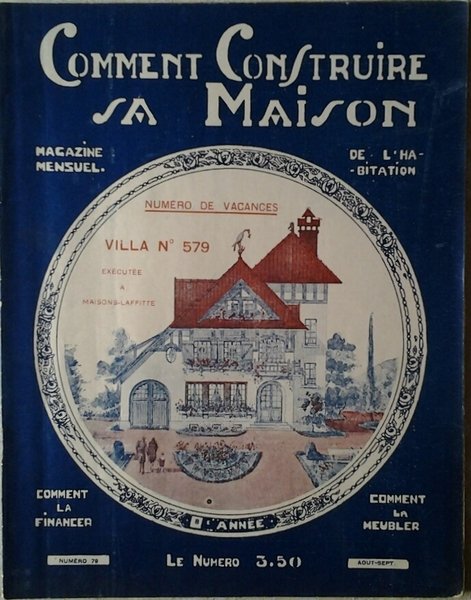 COMMENT CONSTRUIRE
SA MAISON
MAGAZINE
MENSUEL.
DE L'HA-
-BITATION
NUMÉRO DE VACANCES
VILLA N° 579
EXÉCUTÉE
A
MAISONS-LAFFITTE
COMMENT
LA
FINANCER
COMMENT
LA
MEUBLER
ANNÉE
NUMÉRO 79
LE NUMERO 3.50
AOUT-SEPT.